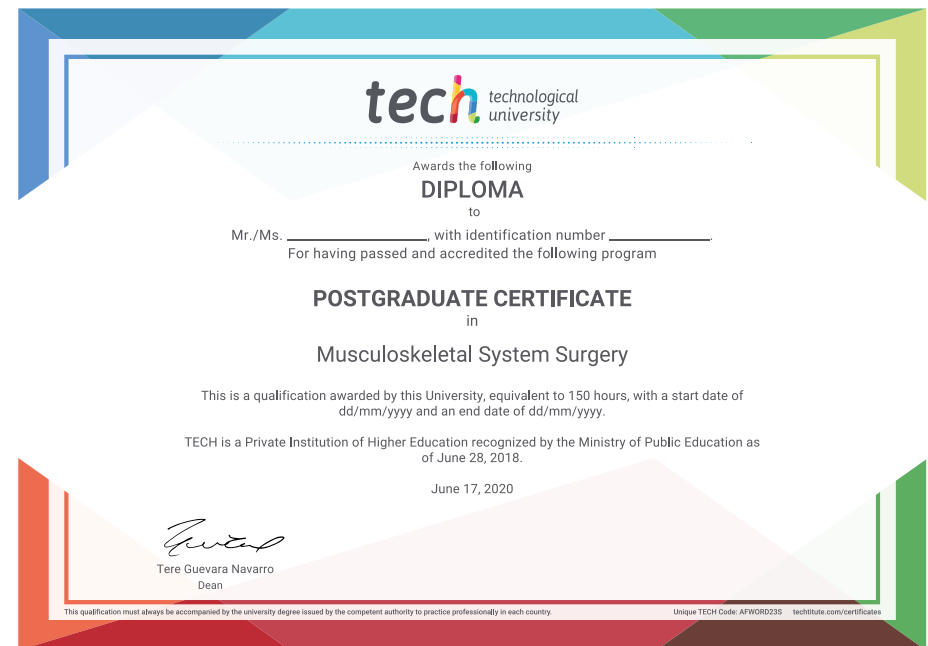 tech technological
university
Awards the following
DIPLOMA
to
Mr./Ms. ____________________, with identification number ______________.
For having passed and accredited the following program
POSTGRADUATE CERTIFICATE
in
Musculoskeletal System Surgery
This is a qualification awarded by this University, equivalent to 150 hours, with a start date of
dd/mm/yyyy and an end date of dd/mm/yyyy.
TECH is a Private Institution of Higher Education recognized by the Ministry of Public Education as
of June 28, 2018.
June 17, 2020
Tere Guevara Navarro
Dean
This qualification must always be accompanied by the university degree issued by the competent authority to practice professionally in each country.
Unique TECH Code: AFWORD23S techtitute.com/certificates